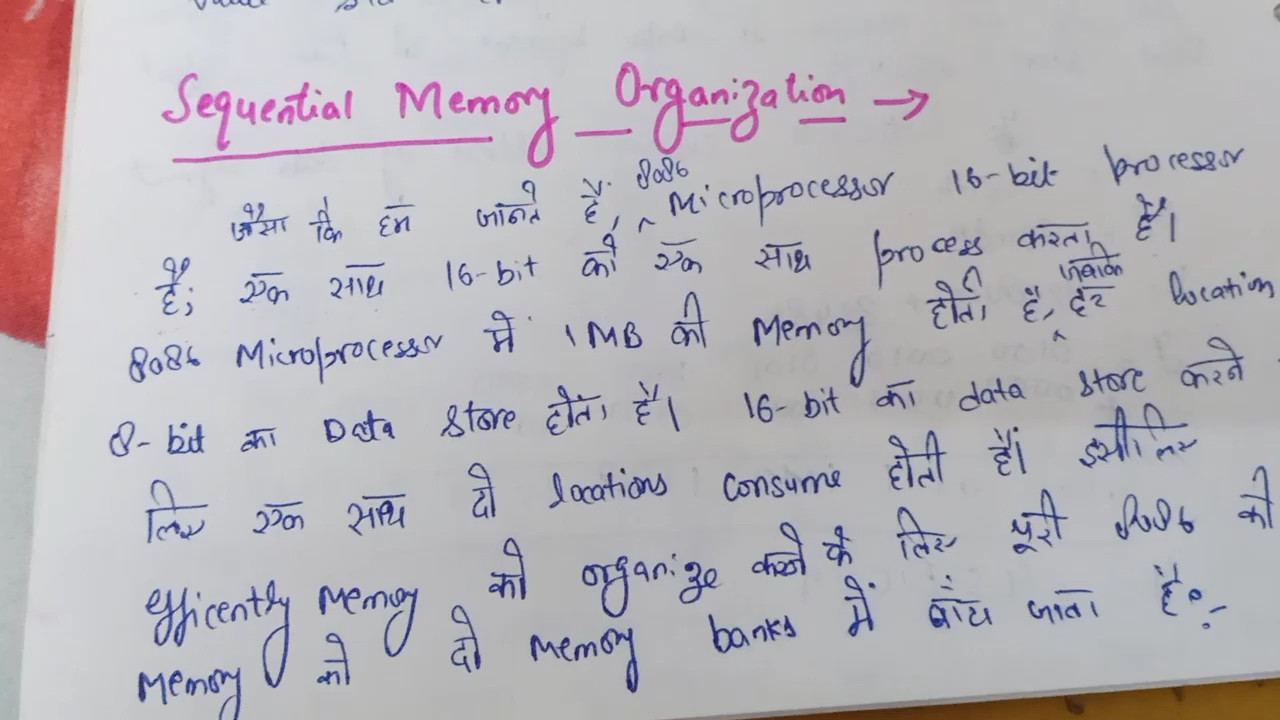 Sequential Memory Organization →
जैसा कि हम जानते हैं, 8086 Microprocessor 16-bit processor
है; एक साथ 16-bit को एक साथ process करता है।
8086 Microprocessor में 1MB की Memory होती है, जबकि हर location
8-bit का Data store होता है। 16-bit का data store करने
लिए एक साथ दो locations consume होती हैं। इसीलिए
efficently Memoy को organize करने के लिए पूरी 8086 की
Memory को दो Memory banks में बाँटा जाता है:-